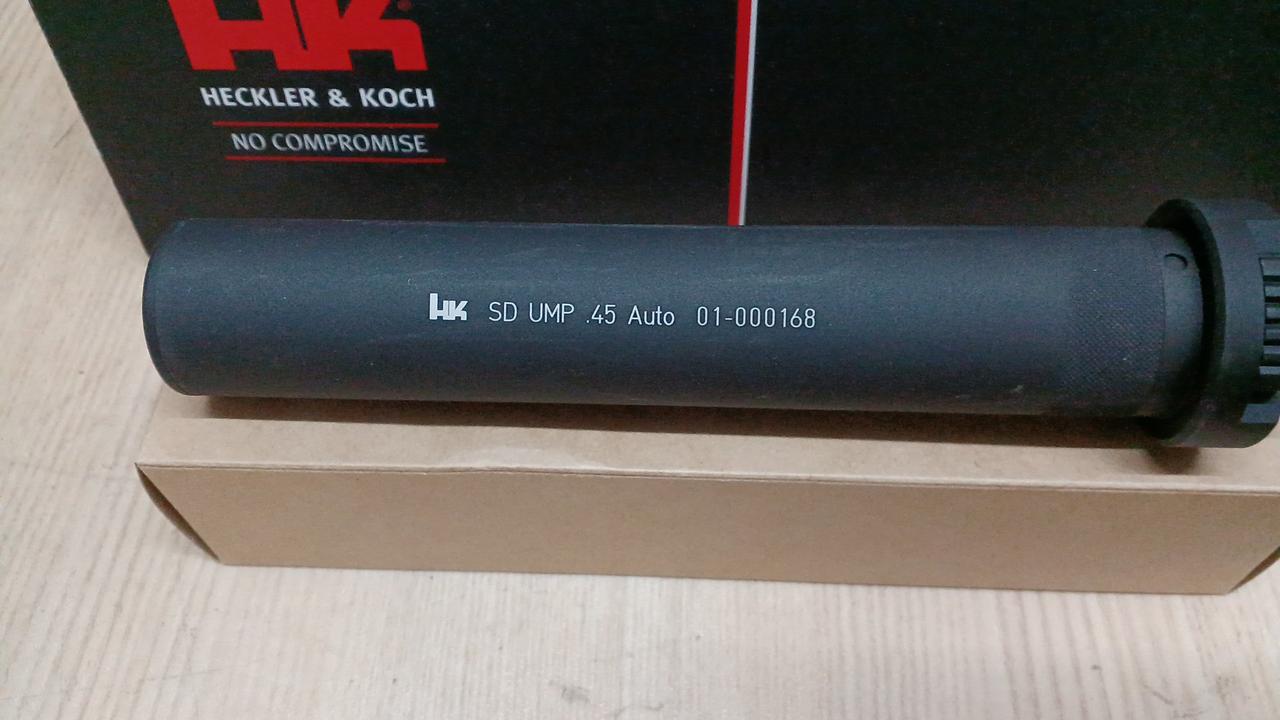 HK®
HECKLER & KOCH
NO COMPROMISE
HK SD UMP .45 Auto 01-000168